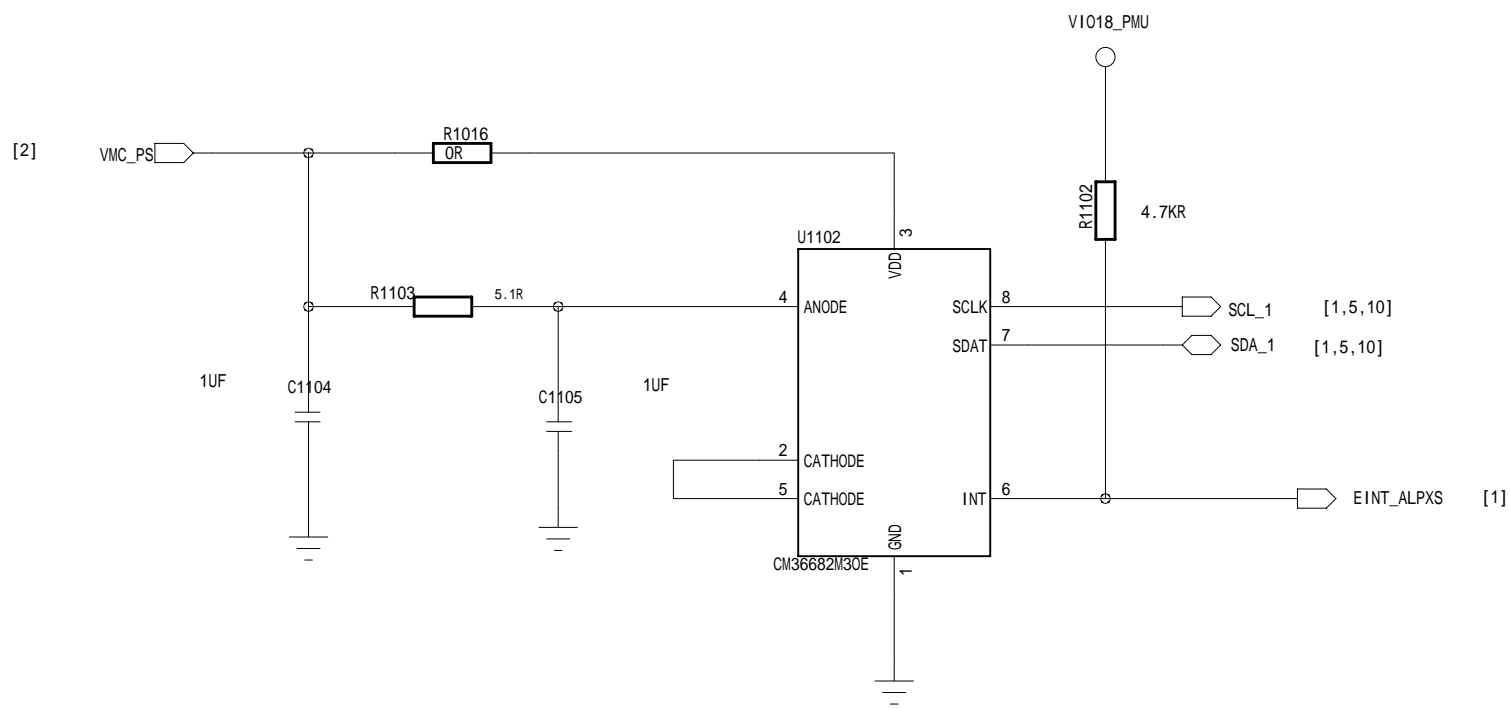 VIO18_PMU
[2]
VMC_PS
R1016
0R
R1102
4.7KR
U1102
3
VDD
R1103
5.1R
4
ANODE
SCLK
8
SCL_1
[1,5,10]
SDAT
7
SDA_1
[1,5,10]
1UF
C1104
C1105
1UF
2
CATHODE
5
CATHODE
INT
6
EINT_ALPXS
[1]
GND
CM36682M3OE
1